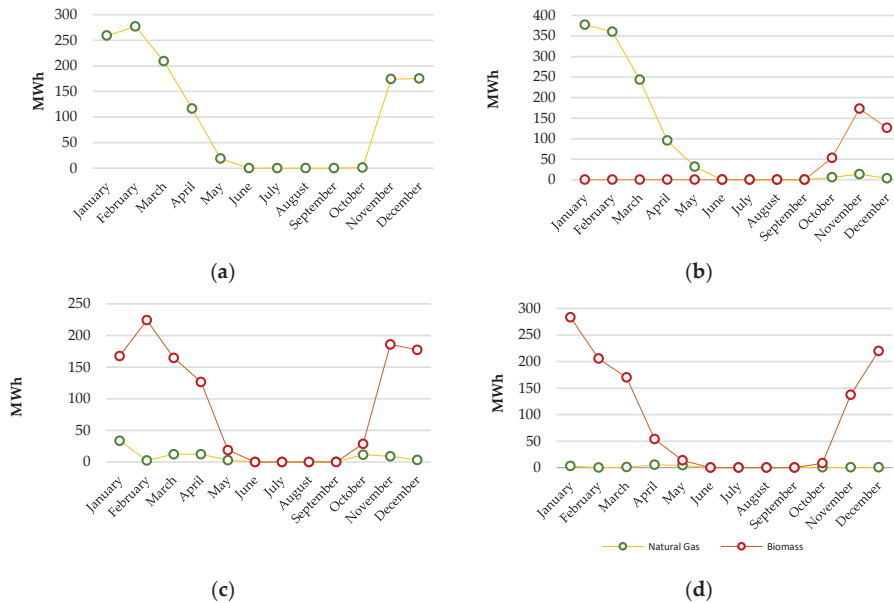 300
250
200
150
100
50
0
MWh
January
February
March
April
May
June
July
August
September
October
November
December
(a)
400
350
300
250
200
150
100
50
0
MWh
January
February
March
April
May
June
July
August
September
October
November
December
(b)
250
200
150
100
50
0
MWh
January
February
March
April
May
June
July
August
September
October
November
December
(c)
300
250
200
150
100
50
0
MWh
January
February
March
April
May
June
July
August
September
October
November
December
Natural Gas Biomass
(d)